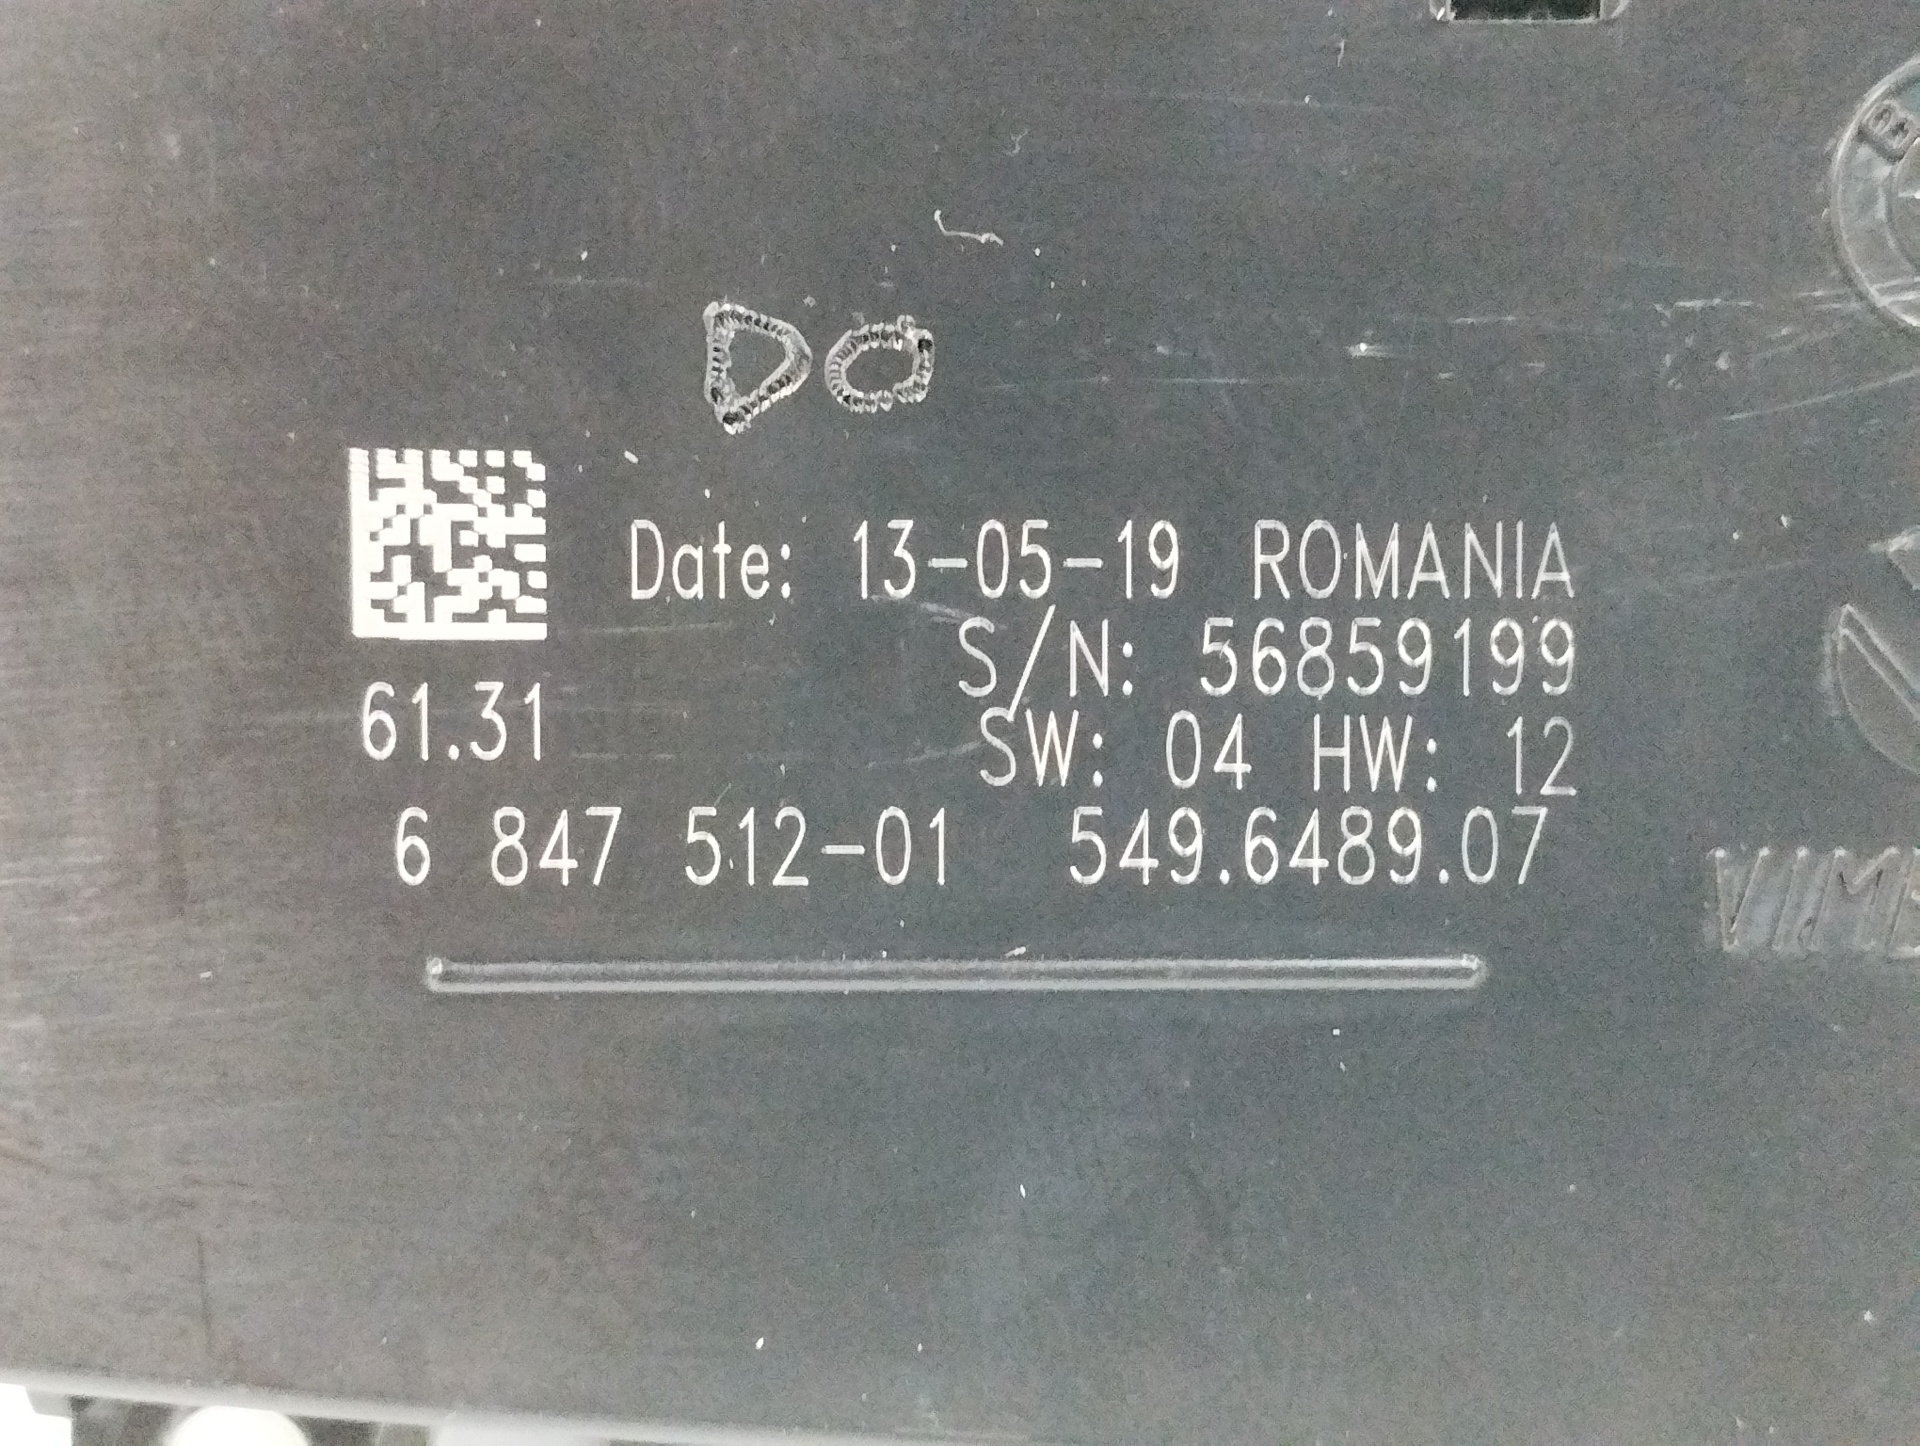 DO
Date: 13-05-19 ROMANIA
S/N: 56859199
61.31
SW: 04 HW: 12
6 847 512-01 549.6489.07